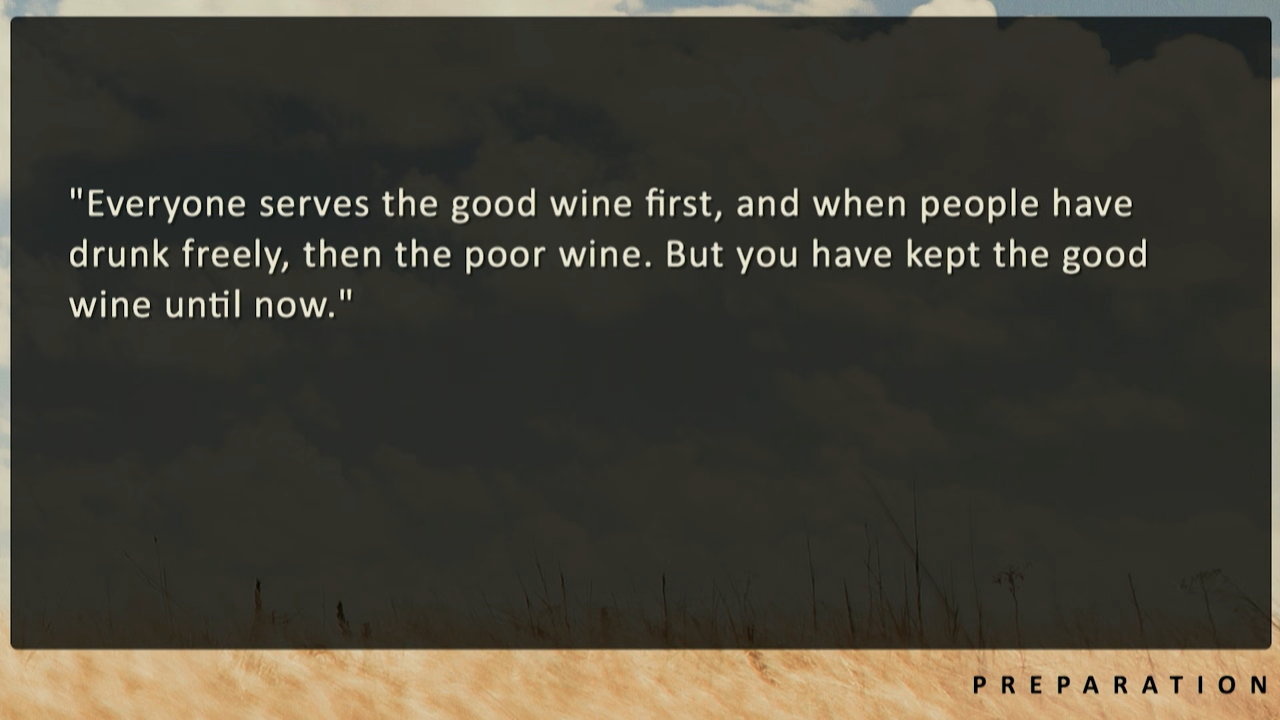 "Everyone serves the good wine first, and when people have
drunk freely, then the poor wine. But you have kept the good
wine until now."
PREPARATION